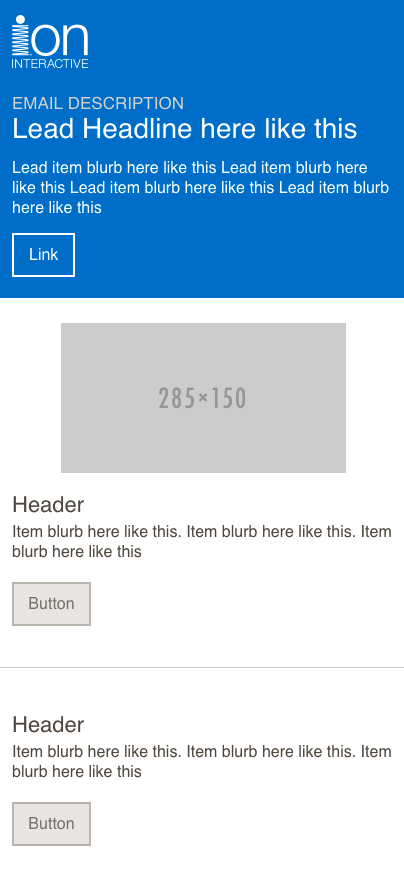 ion
INTERACTIVE
EMAIL DESCRIPTION
Lead Headline here like this
Lead item blurb here like this Lead item blurb here
like this Lead item blurb here like this Lead item blurb
here like this
Link
285×150
Header
Item blurb here like this. Item blurb here like this. Item
blurb here like this
Button
Header
Item blurb here like this. Item blurb here like this. Item
blurb here like this
Button